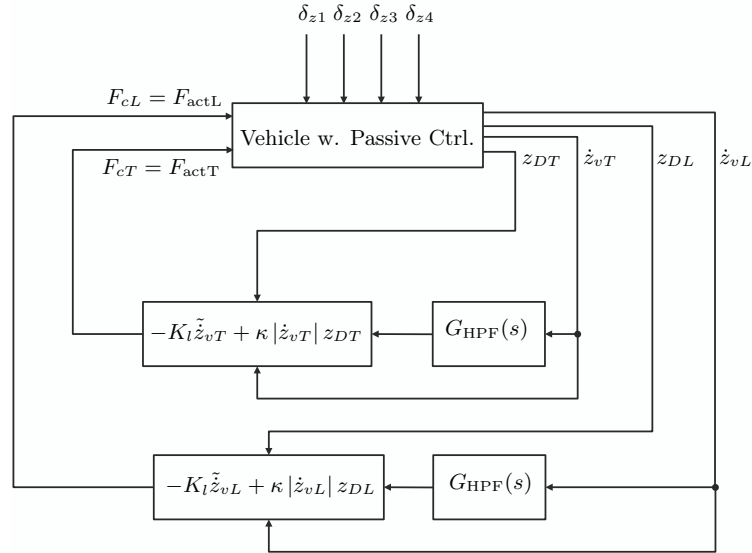 δ_{z1} δ_{z2} δ_{z3} δ_{z4}
F_{cL} = F_{actL}
Vehicle w. Passive Ctrl.
F_{cT} = F_{actT}
z_{DT} ż_{vT} z_{DL} ż_{vL}
−K_l \tilde{ż}_{vT} + κ |ż_{vT}| z_{DT}
G_{HPF}(s)
−K_l \tilde{ż}_{vL} + κ |ż_{vL}| z_{DL}
G_{HPF}(s)